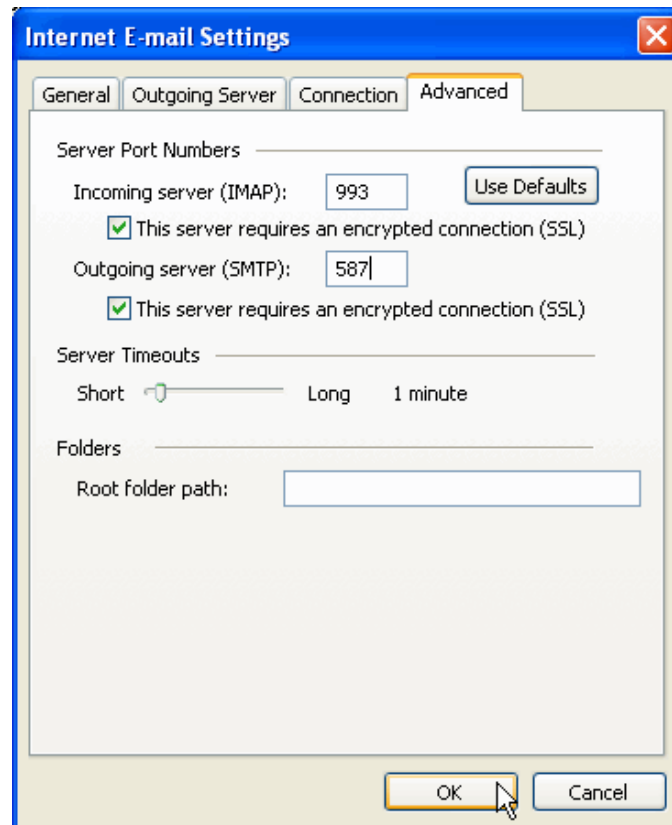 Internet E-mail Settings
General Outgoing Server Connection Advanced
Server Port Numbers
Incoming server (IMAP): 993 Use Defaults
This server requires an encrypted connection (SSL)
Outgoing server (SMTP): 587
This server requires an encrypted connection (SSL)
Server Timeouts
Short Long 1 minute
Folders
Root folder path:
OK Cancel